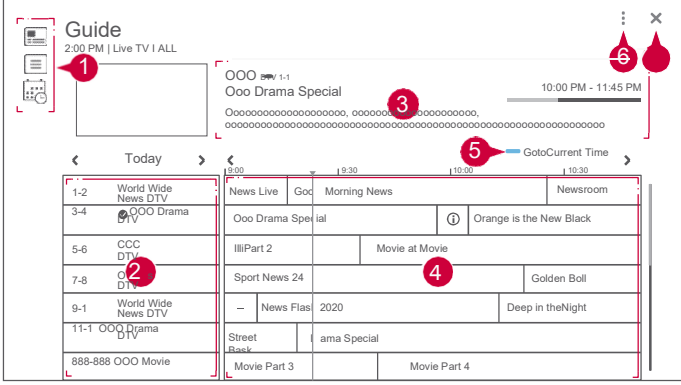 Guide
2:00 PM | Live TV I ALL
1
6
OOO DTV 1-1
Ooo Drama Special
10:00 PM - 11:45 PM
3
Ooooooooooooooooooo, ooooooooooooooooooooo,
5
GotoCurrent Time
Today
9:00 9:30 10:00 10:30
1-2 World Wide
News DTV
News Live Morning News Newsroom
3-4 OOO Drama
DTV
Ooo Drama Special Orange is the New Black
5-6 CCC
DTV
IlliPart 2 Movie at Movie
2
4
7-8
DTV
Sport News 24 Golden Boll
9-1 World Wide
News DTV
– News Flash 2020 Deep in theNight
11-1 OOO Drama
DTV
Street
Bask
ama Special
888-888 OOO Movie
Movie Part 3 Movie Part 4